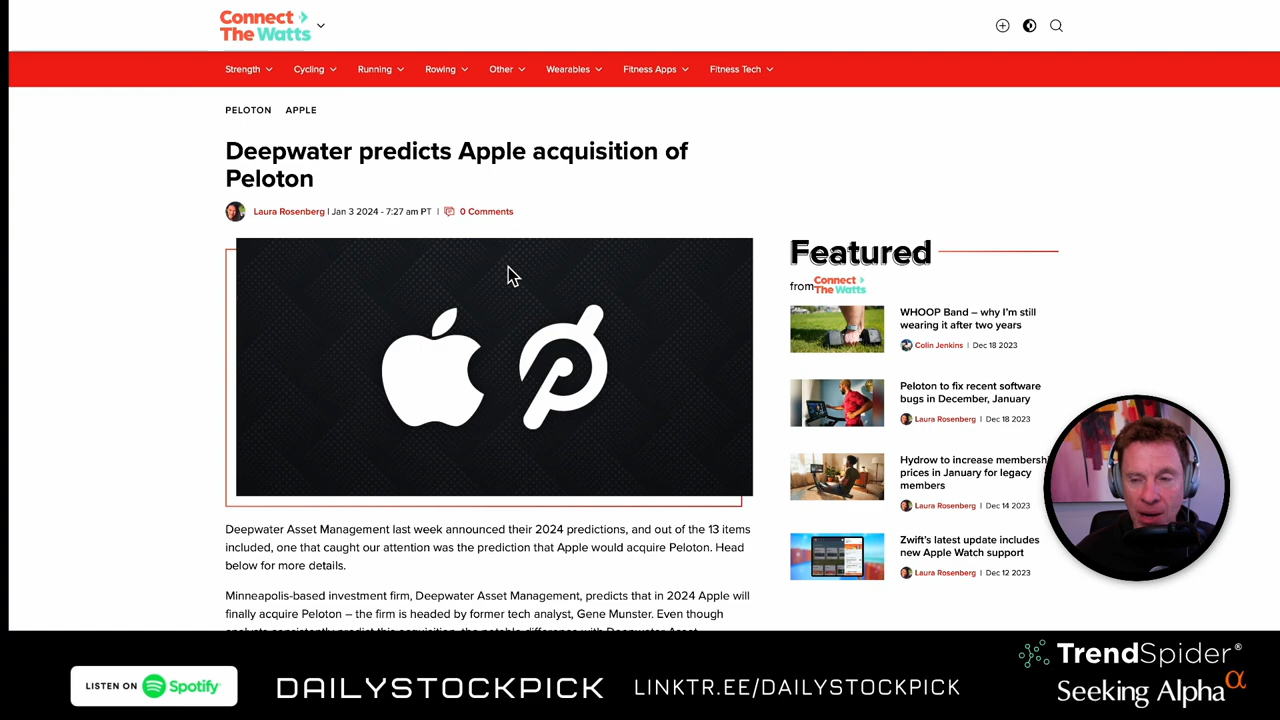 Connect
The Watts
Strength
Cycling
Running
Rowing
Other
Wearables
Fitness Apps
Fitness Tech
PELOTON APPLE
Deepwater predicts Apple acquisition of
Peloton
Laura Rosenberg | Jan 3 2024 - 7:27 am PT | 0 Comments
Deepwater Asset Management last week announced their 2024 predictions, and out of the 13 items
included, one that caught our attention was the prediction that Apple would acquire Peloton. Head
below for more details.
Minneapolis-based investment firm, Deepwater Asset Management, predicts that in 2024 Apple will
finally acquire Peloton – the firm is headed by former tech analyst, Gene Munster. Even though
Featured
from Connect
The Watts
WHOOP Band – why I'm still
wearing it after two years
Colin Jenkins | Dec 18 2023
Peloton to fix recent software
bugs in December, January
Laura Rosenberg | Dec 18 2023
Hydrow to increase membershi
prices in January for legacy
members
Laura Rosenberg | Dec 14 2023
Zwift's latest update includes
new Apple Watch support
Laura Rosenberg | Dec 12 2023
LISTEN ON Spotify
DAILYSTOCKPICK
LINKTR.EE/DAILYSTOCKPICK
TrendSpider®
Seeking Alpha α